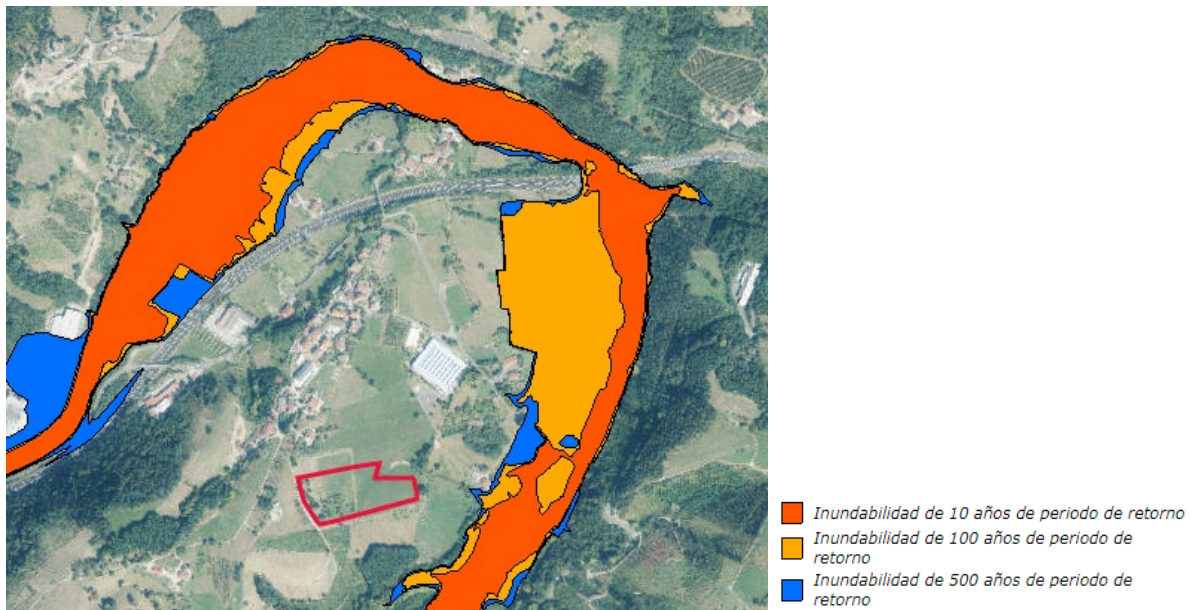 Inundabilidad de 10 años de periodo de retorno
Inundabilidad de 100 años de periodo de
retorno
Inundabilidad de 500 años de periodo de
retorno